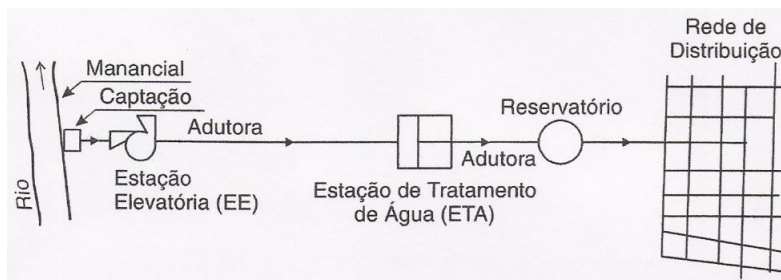 Rede de
Distribuição
Manancial
Captação
Reservatório
Adutora
Adutora
Rio
Estação
Elevatória (EE)
Estação de Tratamento
de Água (ETA)